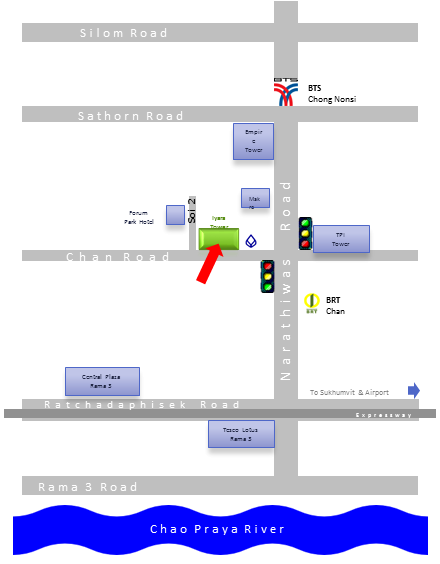 Silom Road
BTS
BTS
Chong Nonsi
Sathorn Road
Empir
e
Tower
Narathiwas Road
Soi 2
Mak
ro
Forum
Park Hotel
Iyara
Tower
TPI
Tower
Chan Road
BRT
BRT
Chan
Central Plaza
Rama 3
To Sukhumvit & Airport
Ratchadaphisek Road
Expressway
Tesco Lotus
Rama 3
Rama 3 Road
Chao Praya River